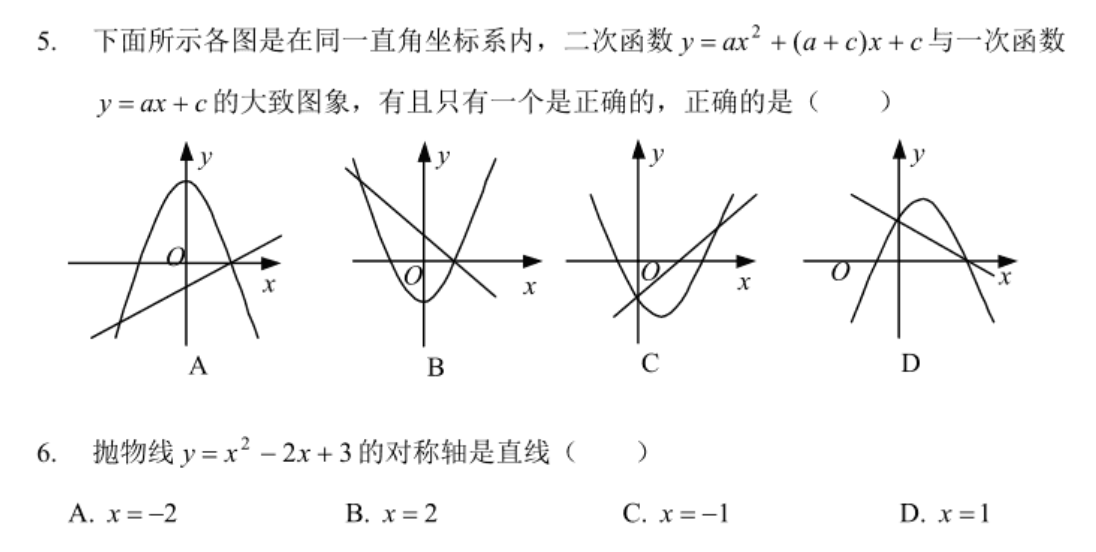 5. 下面所示各图是在同一直角坐标系内，二次函数 y = ax² + (a + c)x + c 与一次函数
y = ax + c 的大致图象，有且只有一个是正确的，正确的是（ ）
y y y y
O O O O
x x x x
A B C D
6. 抛物线 y = x² − 2x + 3 的对称轴是直线（ ）
A. x = −2 B. x = 2 C. x = −1 D. x = 1